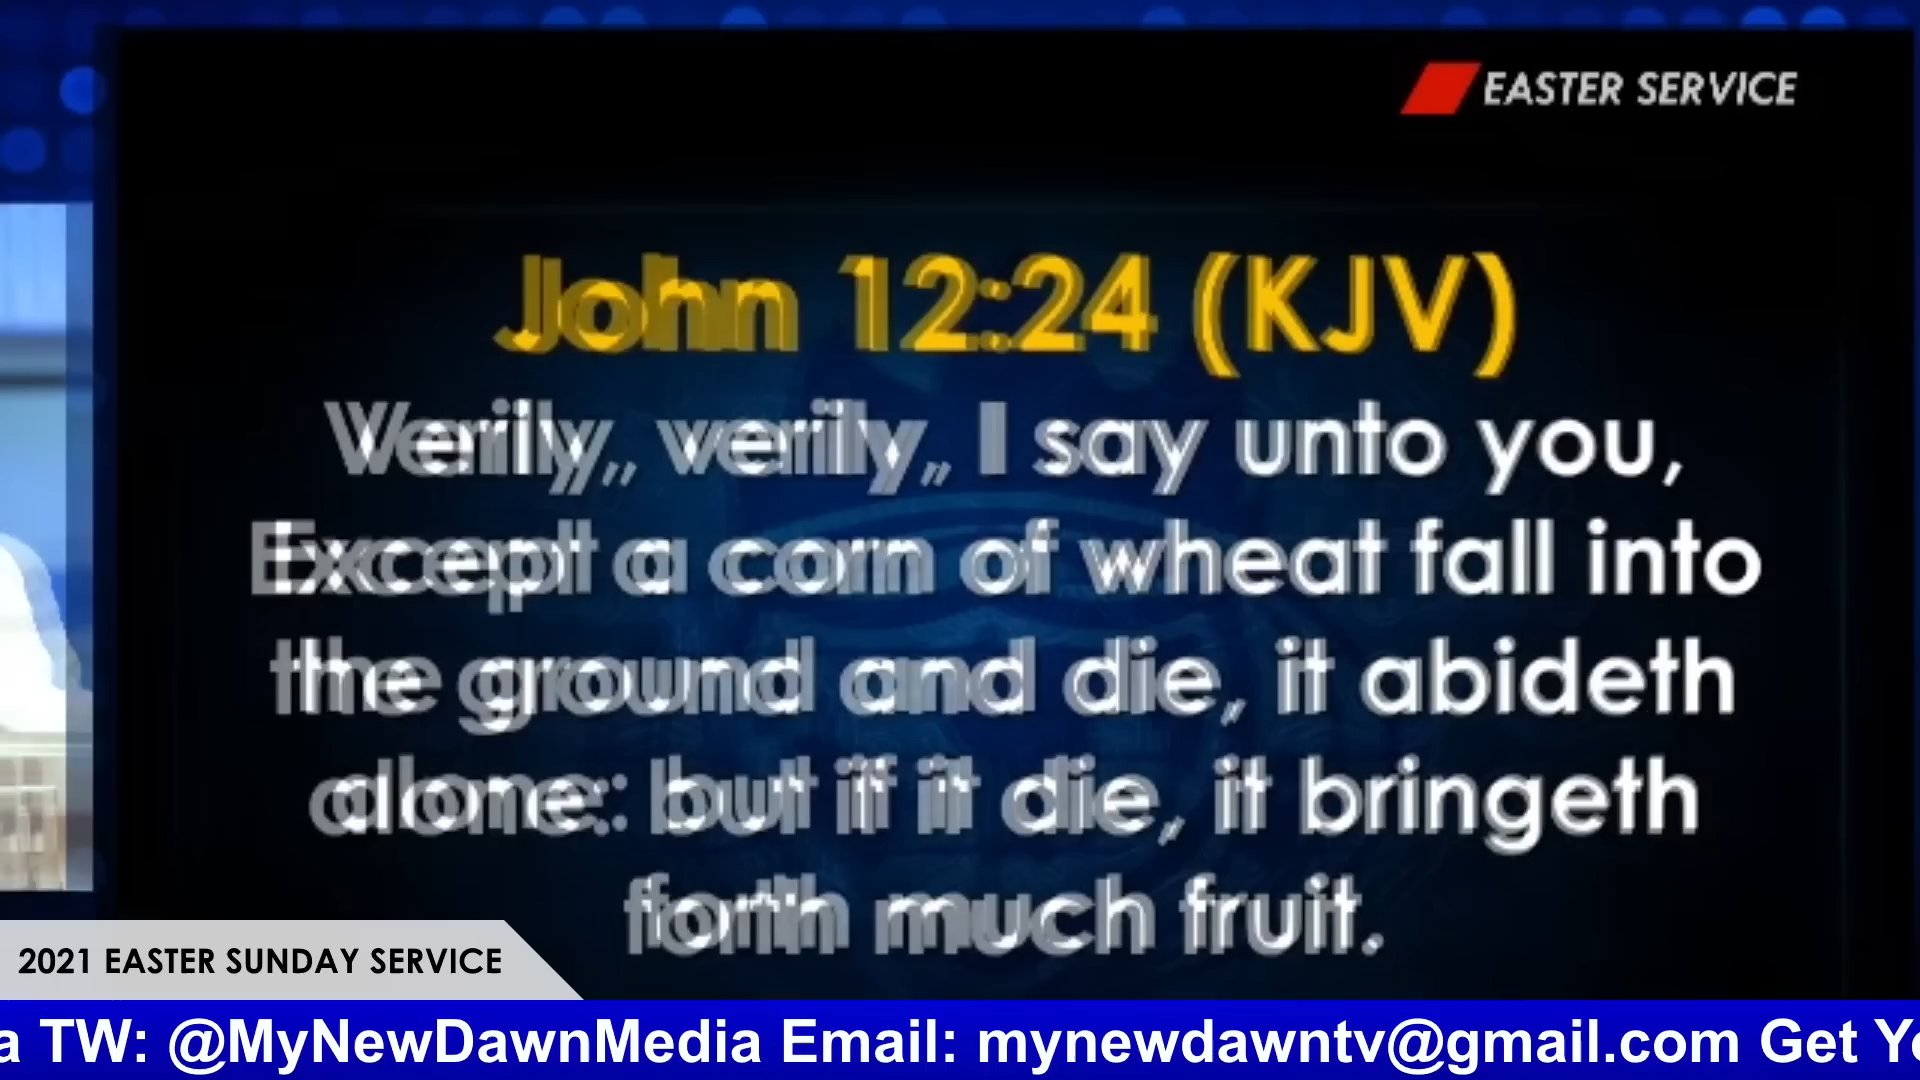 EASTER SERVICE
John 12:24 (KJV)
Verily, verily, I say unto you,
Except a corn of wheat fall into
the ground and die, it abideth
alone: but if it die, it bringeth
forth much fruit.
2021 EASTER SUNDAY SERVICE
a TW: @MyNewDawnMedia Email: mynewdawntv@gmail.com Get